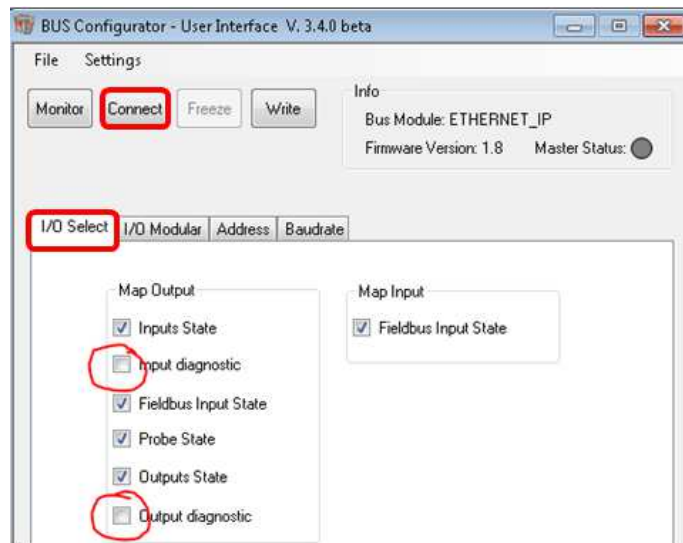 BUS Configurator - User Interface V. 3.4.0 beta
File Settings
Monitor Connect Freeze Write
Info
Bus Module: ETHERNET_IP
Firmware Version: 1.8 Master Status:
I/O Select I/O Modular Address Baudrate
Map Output
Inputs State
Input diagnostic
Fieldbus Input State
Probe State
Outputs State
Output diagnostic
Map Input
Fieldbus Input State